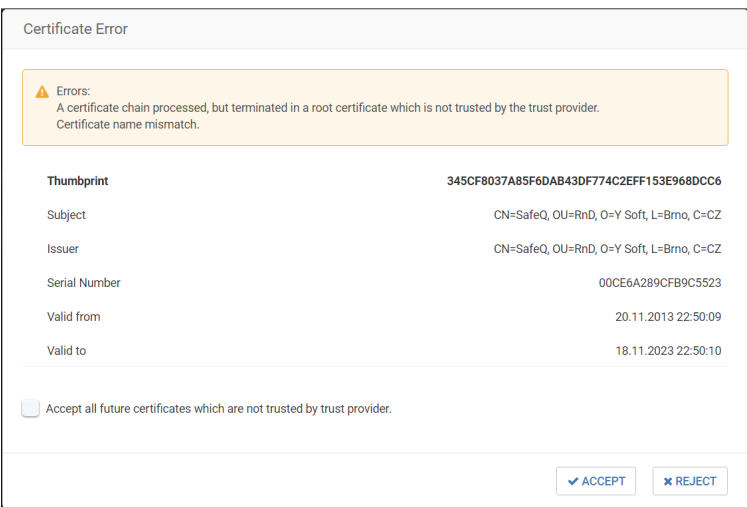 Certificate Error
Errors:
A certificate chain processed, but terminated in a root certificate which is not trusted by the trust provider.
Certificate name mismatch.
Thumbprint 345CF8037A85F6DAB43DF774C2EFF153E968DCC6
Subject CN=SafeQ, OU=RnD, O=Y Soft, L=Brno, C=CZ
Issuer CN=SafeQ, OU=RnD, O=Y Soft, L=Brno, C=CZ
Serial Number 00CE6A289CFB9C5523
Valid from 20.11.2013 22:50:09
Valid to 18.11.2023 22:50:10
Accept all future certificates which are not trusted by trust provider.
ACCEPT REJECT